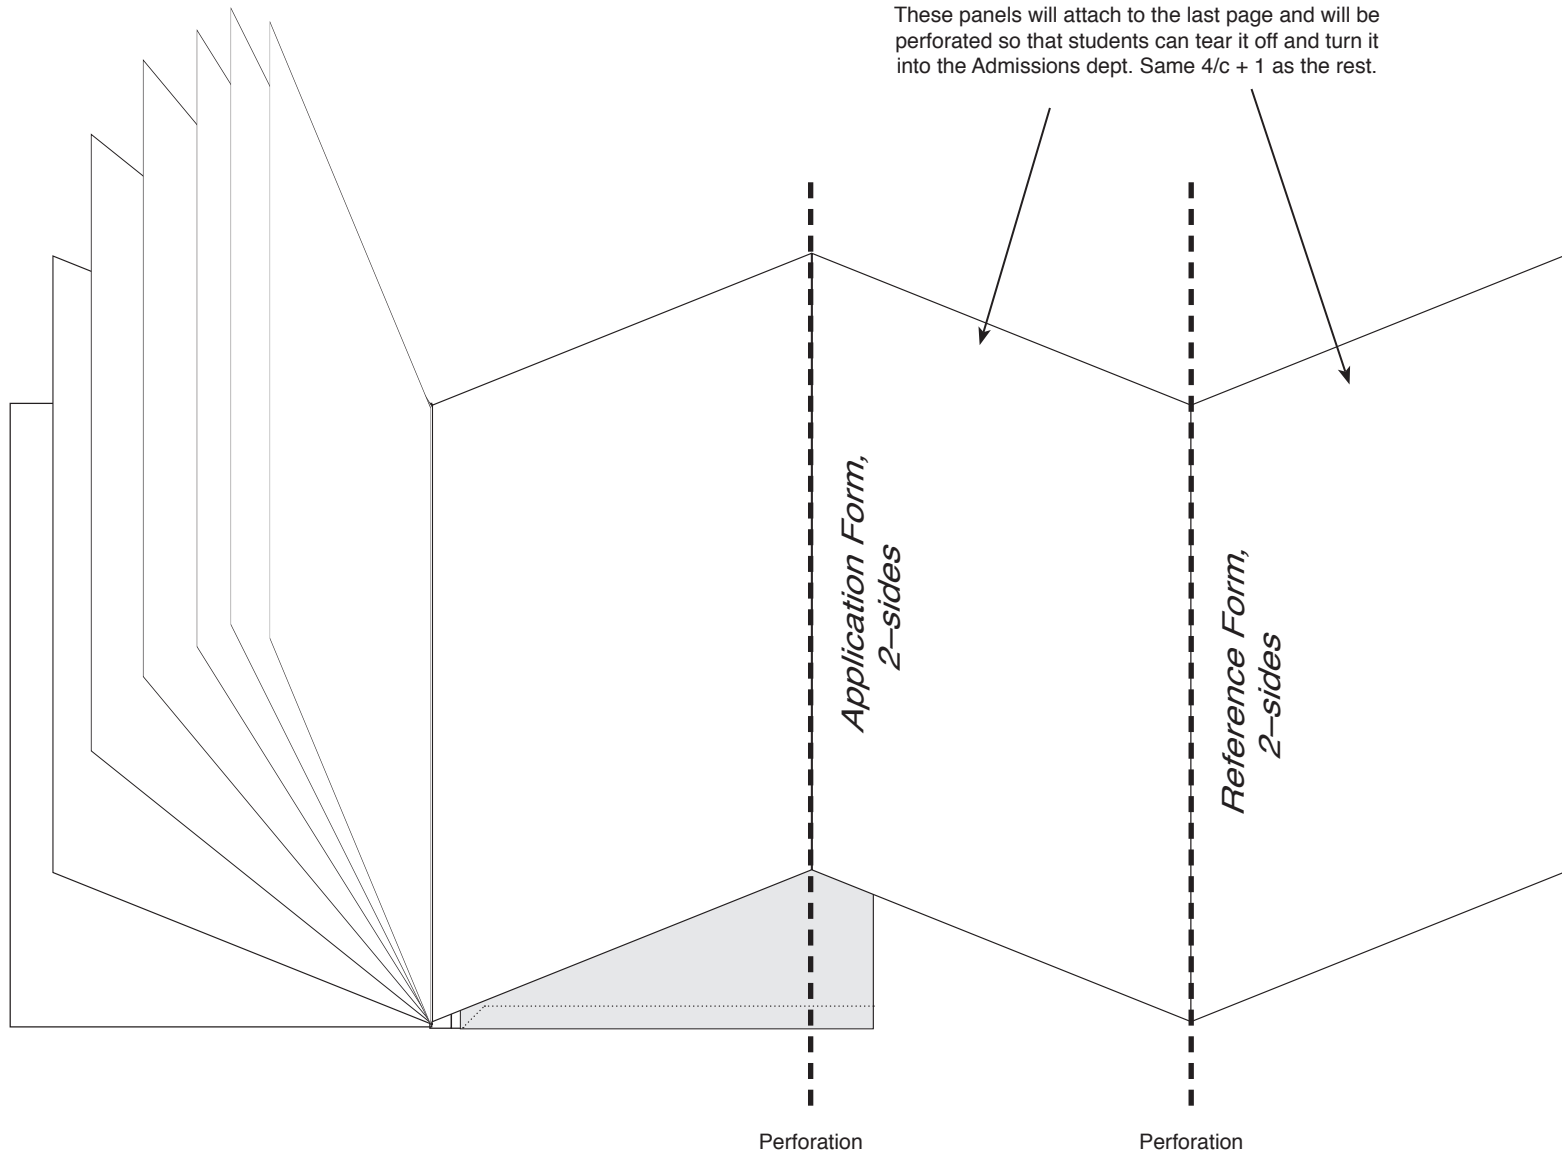 These panels will attach to the last page and will be
perforated so that students can tear it off and turn it
into the Admissions dept. Same 4/c + 1 as the rest.
Application Form,
2–sides
Reference Form,
2–sides
Perforation
Perforation